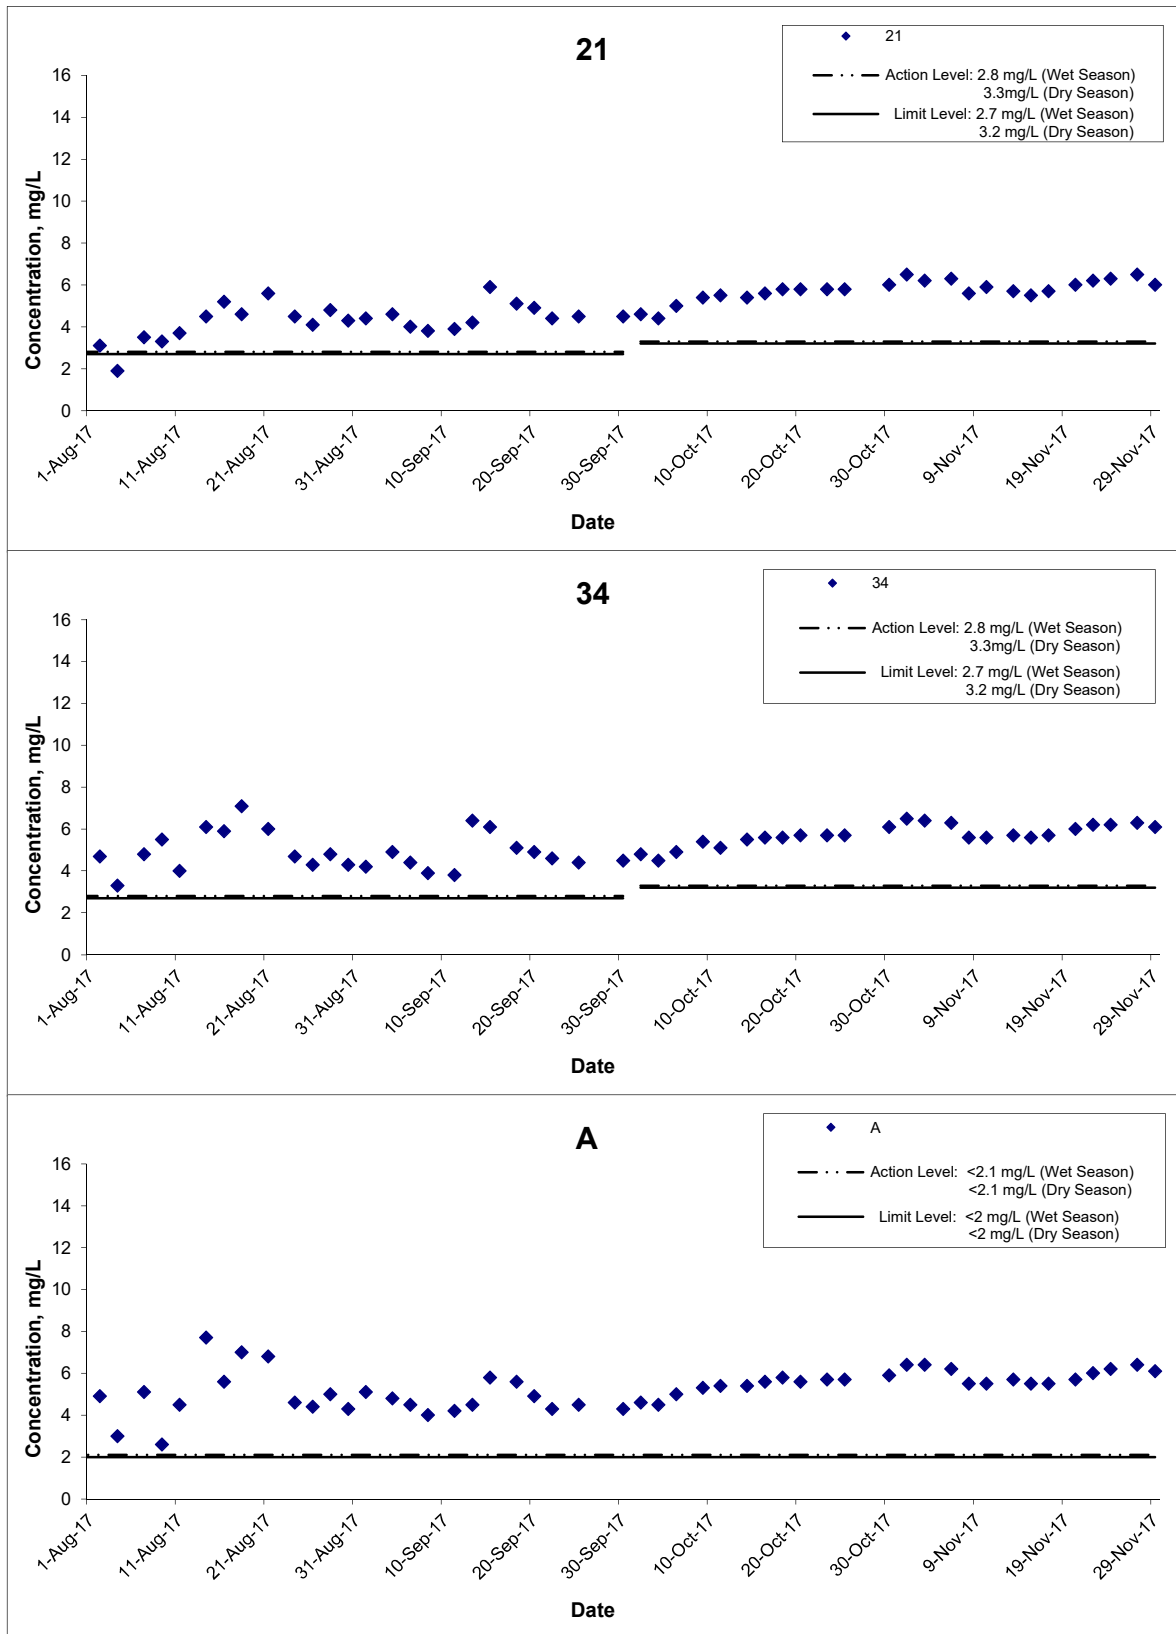 21
21
Action Level: 2.8 mg/L (Wet Season)
3.3mg/L (Dry Season)
Limit Level: 2.7 mg/L (Wet Season)
3.2 mg/L (Dry Season)
Concentration, mg/L
16
14
12
10
8
6
4
2
0
1-Aug-17
11-Aug-17
21-Aug-17
31-Aug-17
10-Sep-17
20-Sep-17
30-Sep-17
10-Oct-17
20-Oct-17
30-Oct-17
9-Nov-17
19-Nov-17
29-Nov-17
Date
34
34
Action Level: 2.8 mg/L (Wet Season)
3.3mg/L (Dry Season)
Limit Level: 2.7 mg/L (Wet Season)
3.2 mg/L (Dry Season)
Concentration, mg/L
16
14
12
10
8
6
4
2
0
1-Aug-17
11-Aug-17
21-Aug-17
31-Aug-17
10-Sep-17
20-Sep-17
30-Sep-17
10-Oct-17
20-Oct-17
30-Oct-17
9-Nov-17
19-Nov-17
29-Nov-17
Date
A
A
Action Level: <2.1 mg/L (Wet Season)
<2.1 mg/L (Dry Season)
Limit Level: <2 mg/L (Wet Season)
<2 mg/L (Dry Season)
Concentration, mg/L
16
14
12
10
8
6
4
2
0
1-Aug-17
11-Aug-17
21-Aug-17
31-Aug-17
10-Sep-17
20-Sep-17
30-Sep-17
10-Oct-17
20-Oct-17
30-Oct-17
9-Nov-17
19-Nov-17
29-Nov-17
Date